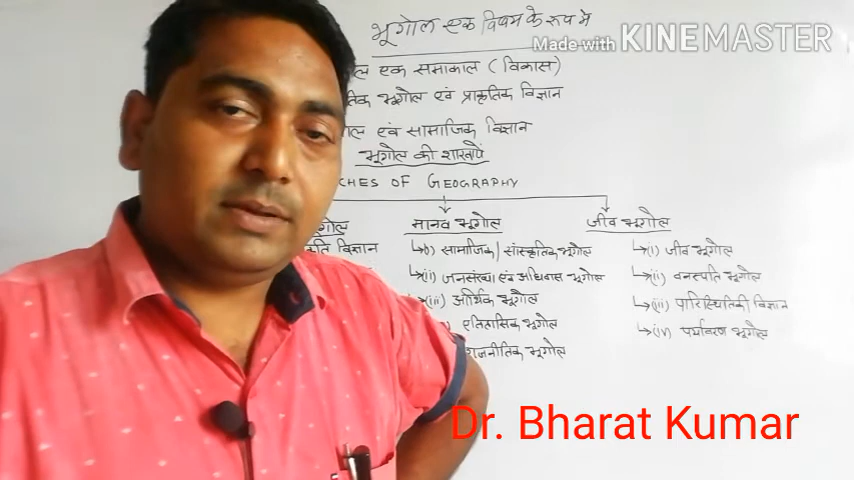 भूगोल एक विषय के रूप मे
Made with KINEMASTER
एक समाकाल (विकास)
भूगोल एवं प्राकृतिक विज्ञान
एवं सामाजिक विज्ञान
भूगोल की शाखाएँ
CHES OF GEOGRAPHY
भूगोल मानव भूगोल जीव भूगोल
विज्ञान
↳(i) सामाजिक/सांस्कृतिक भूगोल ↳(i) जीव भूगोल
↳(ii) जनसंख्या एवं अधिवास भूगोल ↳(ii) वनस्पति भूगोल
↳(iii) आर्थिक भूगोल ↳(iii) पारिस्थितिकी विज्ञान
एतिहासिक भूगोल ↳(iv) पर्यावरण भूगोल
राजनीतिक भूगोल
Dr. Bharat Kumar